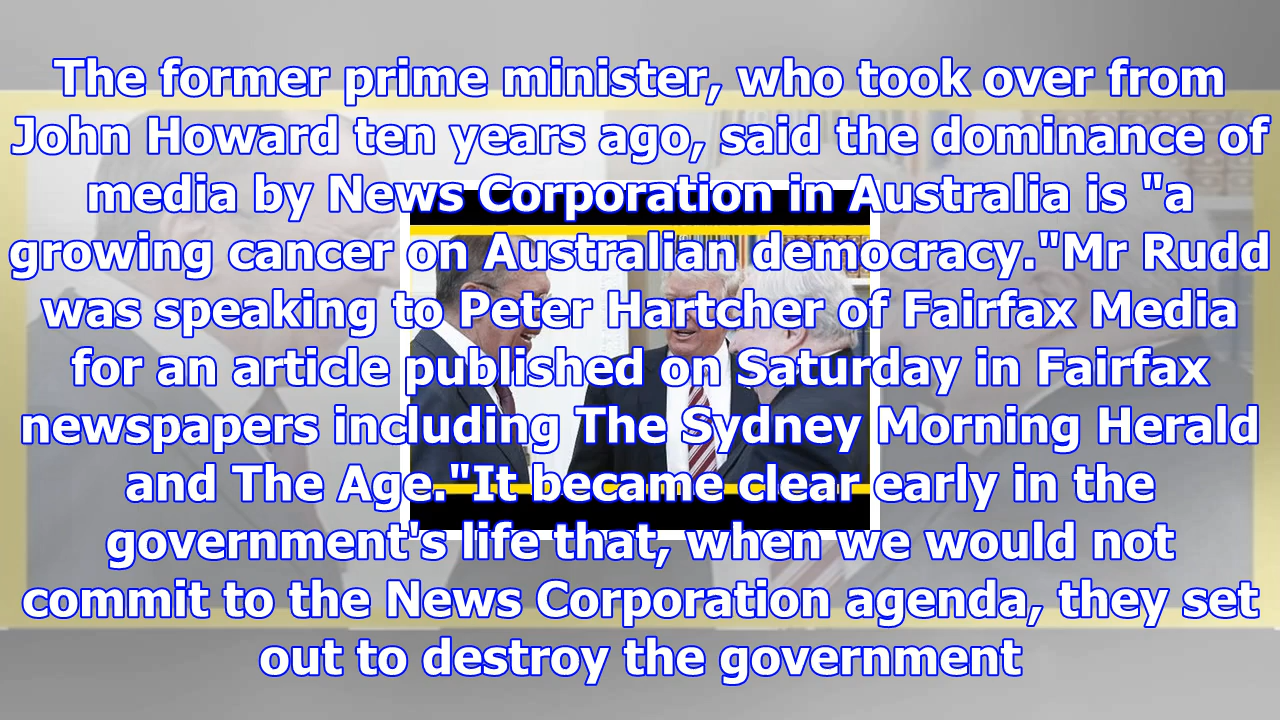 The former prime minister, who took over from
John Howard ten years ago, said the dominance of
media by News Corporation in Australia is "a
growing cancer on Australian democracy."Mr Rudd
was speaking to Peter Hartcher of Fairfax Media
for an article published on Saturday in Fairfax
newspapers including The Sydney Morning Herald
and The Age."It became clear early in the
government's life that, when we would not
commit to the News Corporation agenda, they set
out to destroy the government